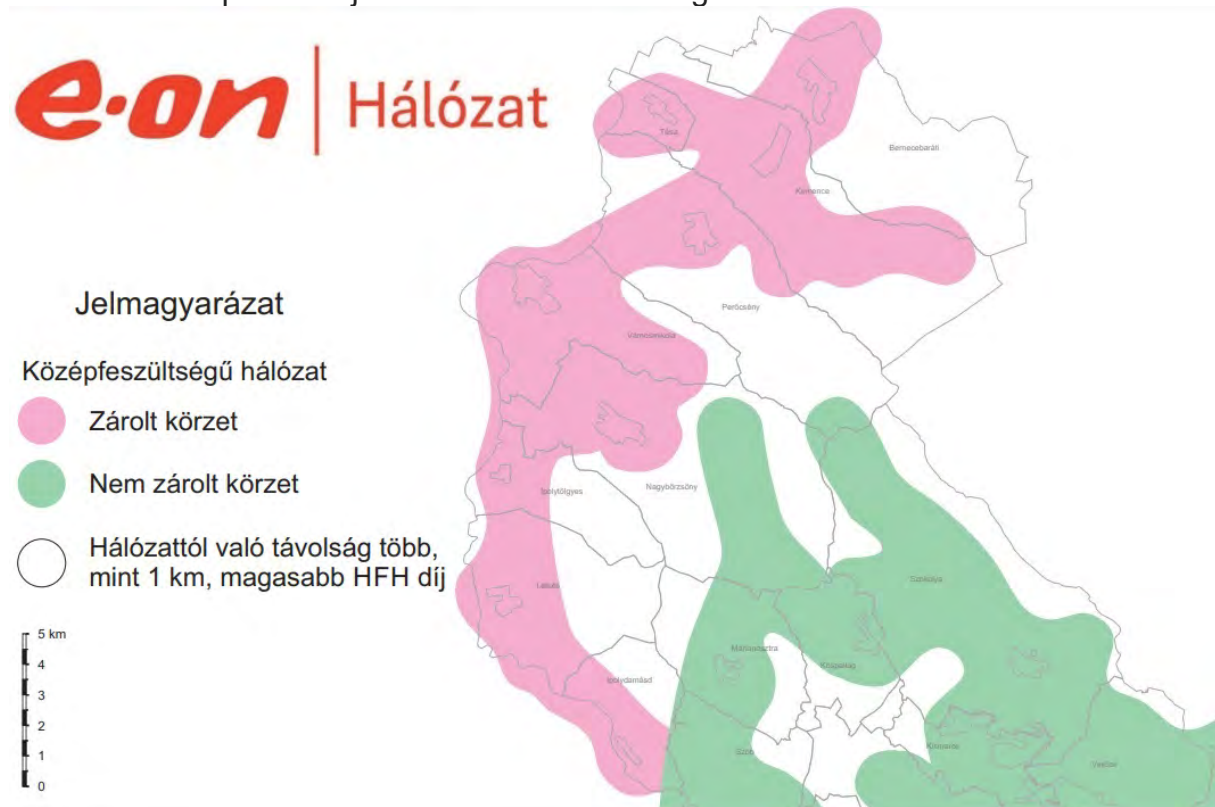 e·on | Hálózat
Jelmagyarázat
Középfeszültségű hálózat
Zárolt körzet
Nem zárolt körzet
Hálózattól való távolság több,
mint 1 km, magasabb HFH díj
5 km
4
3
2
1
0
Tésa
Bernecebaráti
Kemence
Perőcsény
Vámosmikola
Ipolytölgyes
Nagybörzsöny
Letkés
Szokolya
Márianosztra
Kóspallag
Ipolydamásd
Szob
Kismaros
Verőce